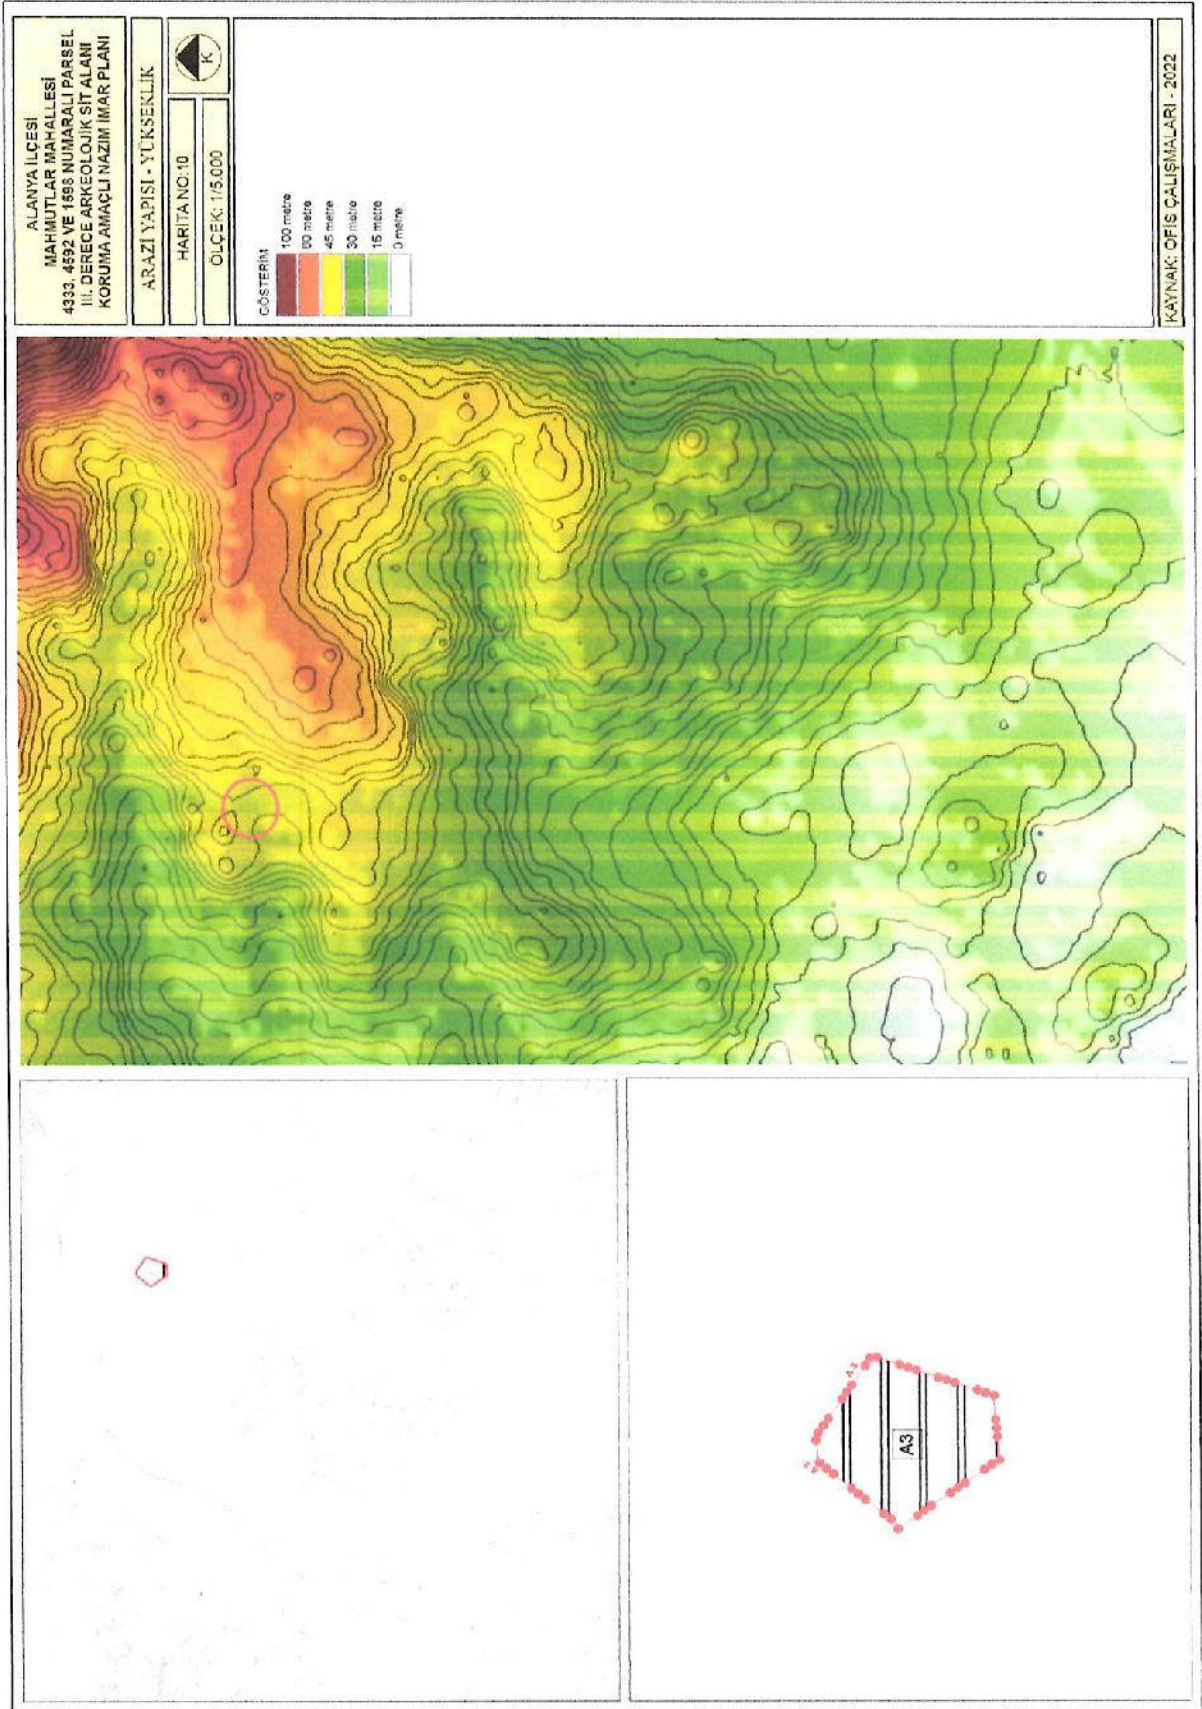 ALANYA İLÇESİ
MAHMUTLAR MAHALLESİ
4333, 4592 VE 1598 NUMARALI PARSEL
III. DERECE ARKEOLOJİK SİT ALANI
KORUMA AMAÇLI NAZIM İMAR PLANI
ARAZİ YAPISI - YÜKSEKLİK
HARİTA NO:10
K
ÖLÇEK: 1/5.000
GÖSTERİM
100 metre
60 metre
45 metre
30 metre
15 metre
0 metre
KAYNAK: OFİS ÇALIŞMALARI - 2022
A3